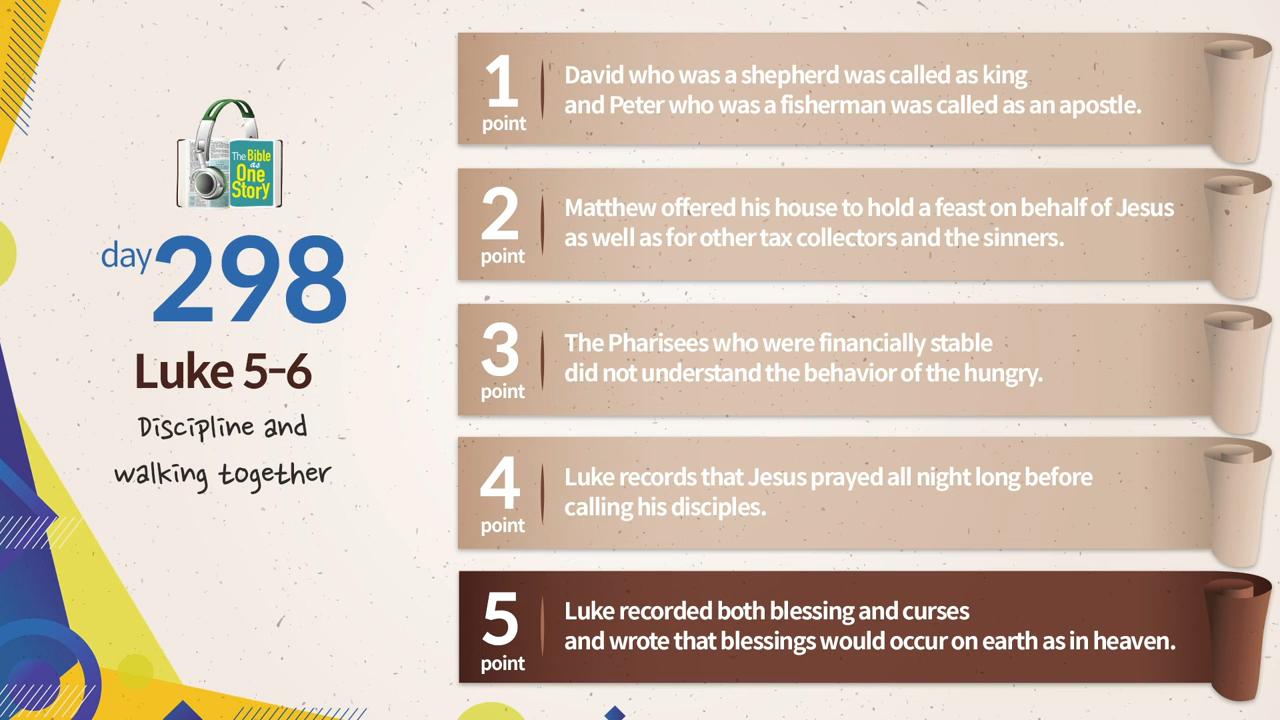 The Bible
as
One
Story
day 298
Luke 5-6
Discipline and
walking together
1
point
David who was a shepherd was called as king
and Peter who was a fisherman was called as an apostle.
2
point
Matthew offered his house to hold a feast on behalf of Jesus
as well as for other tax collectors and the sinners.
3
point
The Pharisees who were financially stable
did not understand the behavior of the hungry.
4
point
Luke records that Jesus prayed all night long before
calling his disciples.
5
point
Luke recorded both blessing and curses
and wrote that blessings would occur on earth as in heaven.